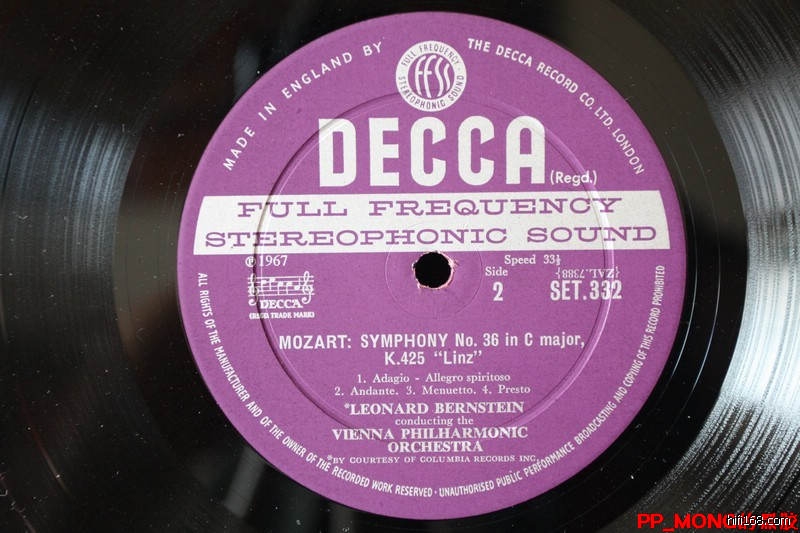 MADE IN ENGLAND BY THE DECCA RECORD CO. LTD. LONDON
FULL FREQUENCY
FFSS
STEREOPHONIC SOUND
DECCA (Regd.)
FULL FREQUENCY
STEREOPHONIC SOUND
℗1967
DECCA
(REGD. TRADE MARK)
Speed 33⅓
Side
2
{ZAL.7388}
SET.332
MOZART: SYMPHONY No. 36 in C major,
K.425 “Linz”
1. Adagio - Allegro spiritoso
2. Andante. 3. Menuetto. 4. Presto
*LEONARD BERNSTEIN
conducting the
VIENNA PHILHARMONIC
ORCHESTRA
*BY COURTESY OF COLUMBIA RECORDS INC.
ALL RIGHTS OF THE MANUFACTURER AND OF THE OWNER OF THE RECORDED WORK RESERVED · UNAUTHORISED PUBLIC PERFORMANCE BROADCASTING AND COPYING OF THIS RECORD PROHIBITED
PP_MONO
hifi168.com